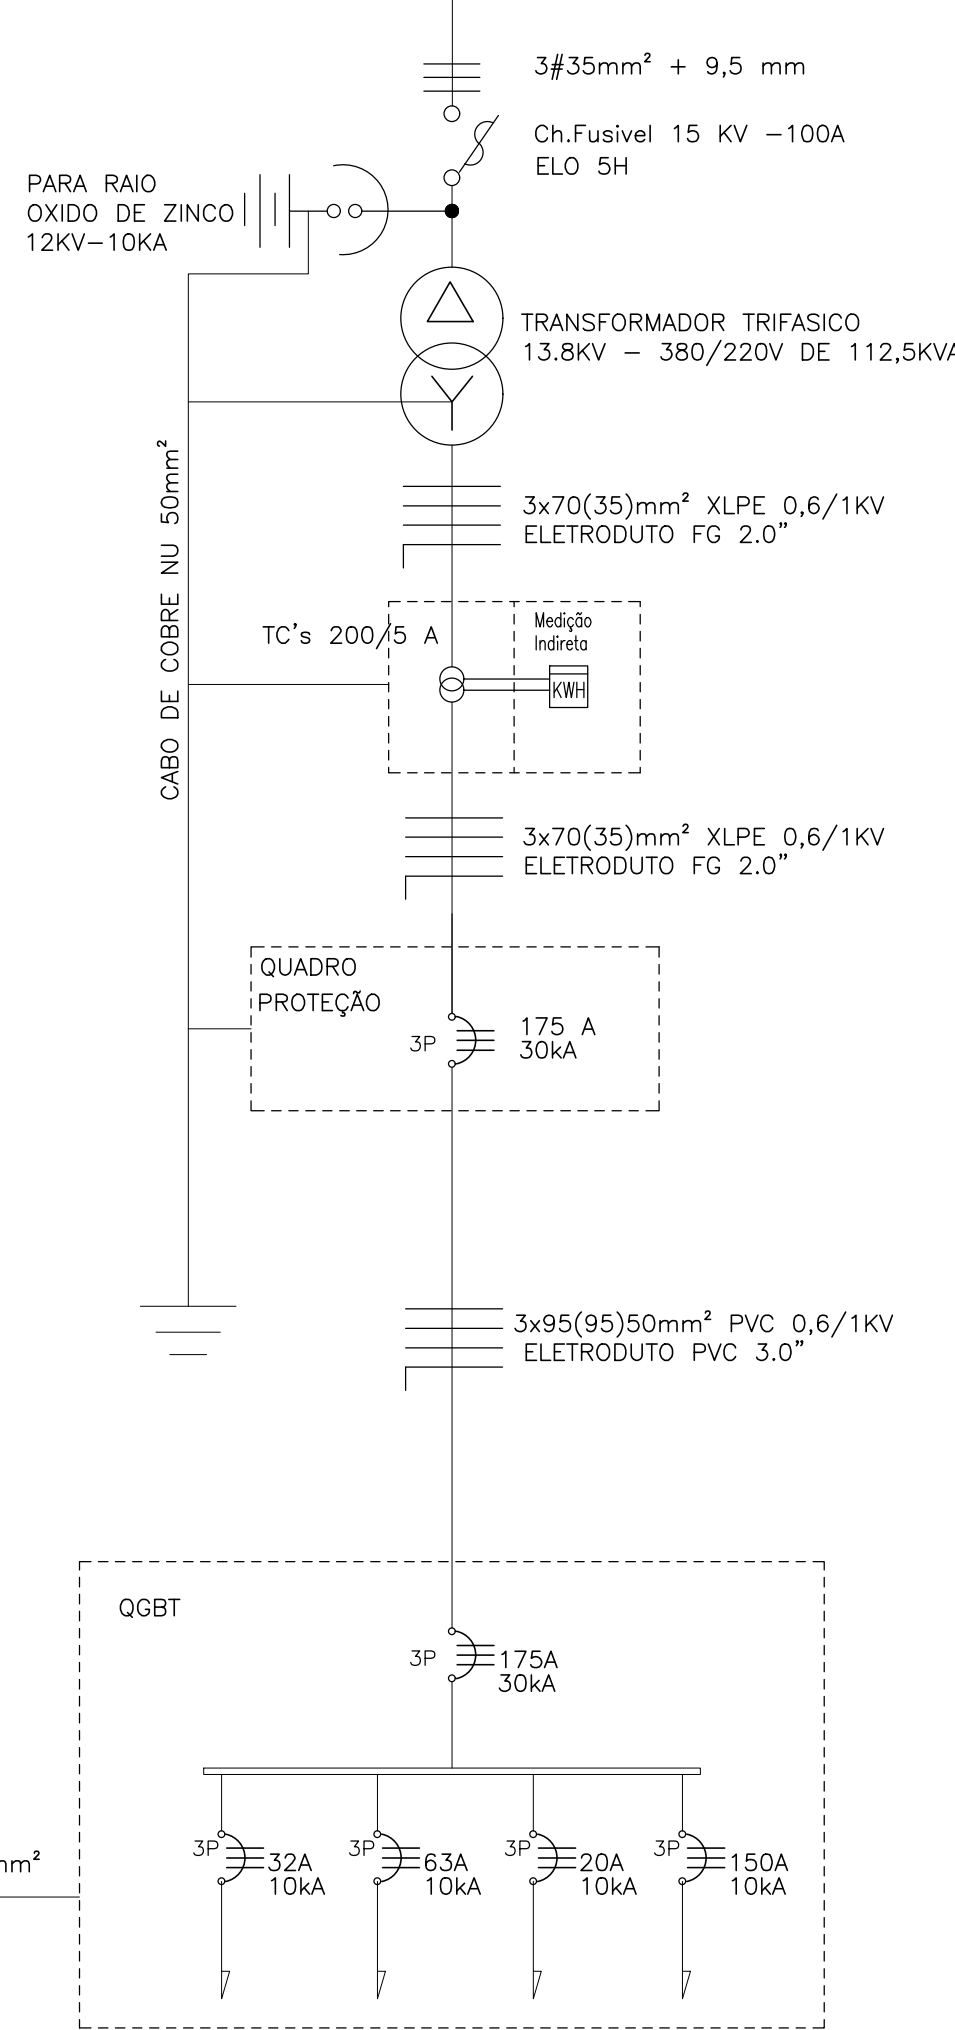 3#35mm² + 9,5 mm
Ch.Fusivel 15 KV -100A
ELO 5H
PARA RAIO
OXIDO DE ZINCO
12KV-10KA
TRANSFORMADOR TRIFASICO
13.8KV - 380/220V DE 112,5KVA
CABO DE COBRE NU 50mm²
3x70(35)mm² XLPE 0,6/1KV
ELETRODUTO FG 2.0"
TC's 200/5 A
Medição
Indireta
KWH
3x70(35)mm² XLPE 0,6/1KV
ELETRODUTO FG 2.0"
QUADRO
PROTEÇÃO
3P
175 A
30kA
3x95(95)50mm² PVC 0,6/1KV
ELETRODUTO PVC 3.0"
QGBT
3P
175A
30kA
3P
32A
10kA
3P
63A
10kA
3P
20A
10kA
3P
150A
10kA